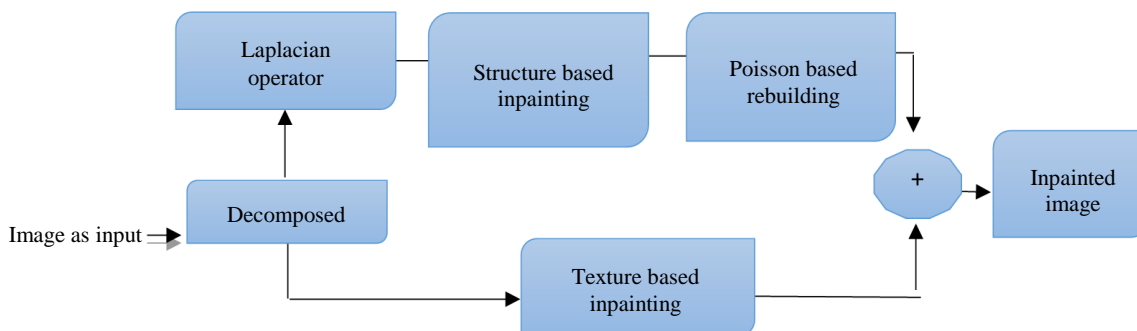 Laplacian
operator
Structure based
inpainting
Poisson based
rebuilding
+
Inpainted
image
Decomposed
Image as input
Texture based
inpainting